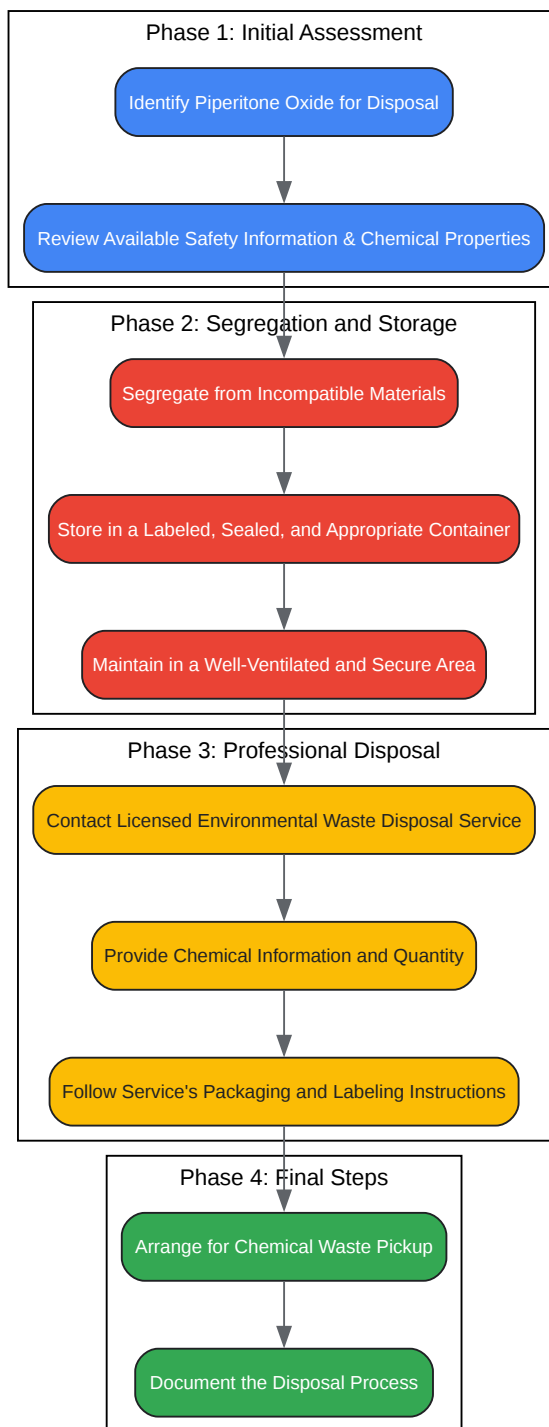 Phase 1: Initial Assessment
Identify Piperitone Oxide for Disposal
Review Available Safety Information & Chemical Properties
Phase 2: Segregation and Storage
Segregate from Incompatible Materials
Store in a Labeled, Sealed, and Appropriate Container
Maintain in a Well-Ventilated and Secure Area
Phase 3: Professional Disposal
Contact Licensed Environmental Waste Disposal Service
Provide Chemical Information and Quantity
Follow Service's Packaging and Labeling Instructions
Phase 4: Final Steps
Arrange for Chemical Waste Pickup
Document the Disposal Process